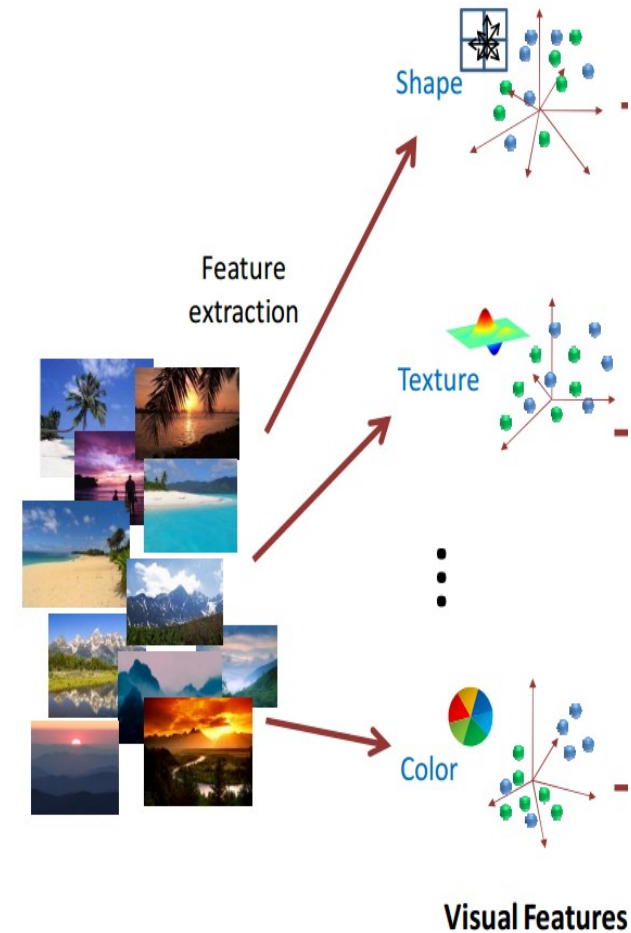 Shape
Feature
extraction
Texture
Color
Visual Features